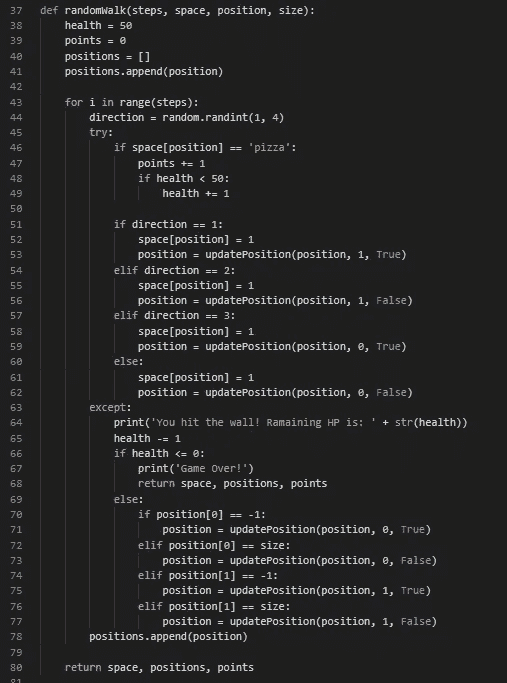 37 def randomWalk(steps, space, position, size):
38     health = 50
39     points = 0
40     positions = []
41     positions.append(position)
42
43     for i in range(steps):
44         direction = random.randint(1, 4)
45         try:
46             if space[position] == 'pizza':
47                 points += 1
48                 if health < 50:
49                     health += 1
50
51             if direction == 1:
52                 space[position] = 1
53                 position = updatePosition(position, 1, True)
54             elif direction == 2:
55                 space[position] = 1
56                 position = updatePosition(position, 1, False)
57             elif direction == 3:
58                 space[position] = 1
59                 position = updatePosition(position, 0, True)
60             else:
61                 space[position] = 1
62                 position = updatePosition(position, 0, False)
63         except:
64             print('You hit the wall! Ramaining HP is: ' + str(health))
65             health -= 1
66             if health <= 0:
67                 print('Game Over!')
68                 return space, positions, points
69             else:
70                 if position[0] == -1:
71                     position = updatePosition(position, 0, True)
72                 elif position[0] == size:
73                     position = updatePosition(position, 0, False)
74                 elif position[1] == -1:
75                     position = updatePosition(position, 1, True)
76                 elif position[1] == size:
77                     position = updatePosition(position, 1, False)
78         positions.append(position)
79
80     return space, positions, points
81